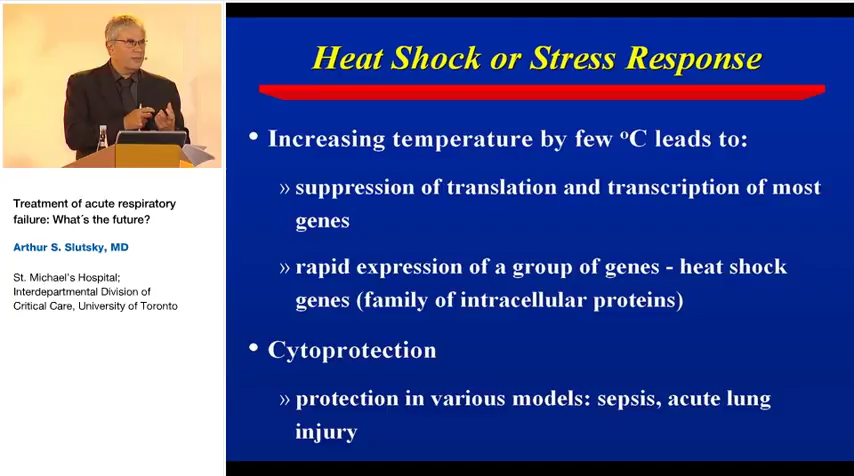 Heat Shock or Stress Response
• Increasing temperature by few °C leads to:
» suppression of translation and transcription of most
genes
» rapid expression of a group of genes - heat shock
genes (family of intracellular proteins)
• Cytoprotection
» protection in various models: sepsis, acute lung
injury
Treatment of acute respiratory
failure: What´s the future?
Arthur S. Slutsky, MD
St. Michael's Hospital;
Interdepartmental Division of
Critical Care, University of Toronto